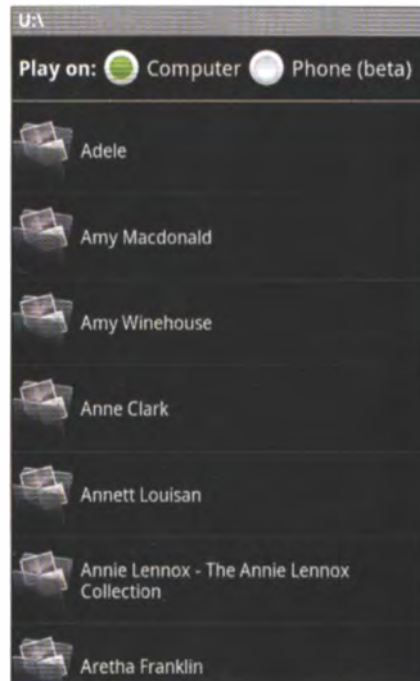 U:\
Play on: Computer Phone (beta)
Adele
Amy Macdonald
Amy Winehouse
Anne Clark
Annett Louisan
Annie Lennox - The Annie Lennox
Collection
Aretha Franklin